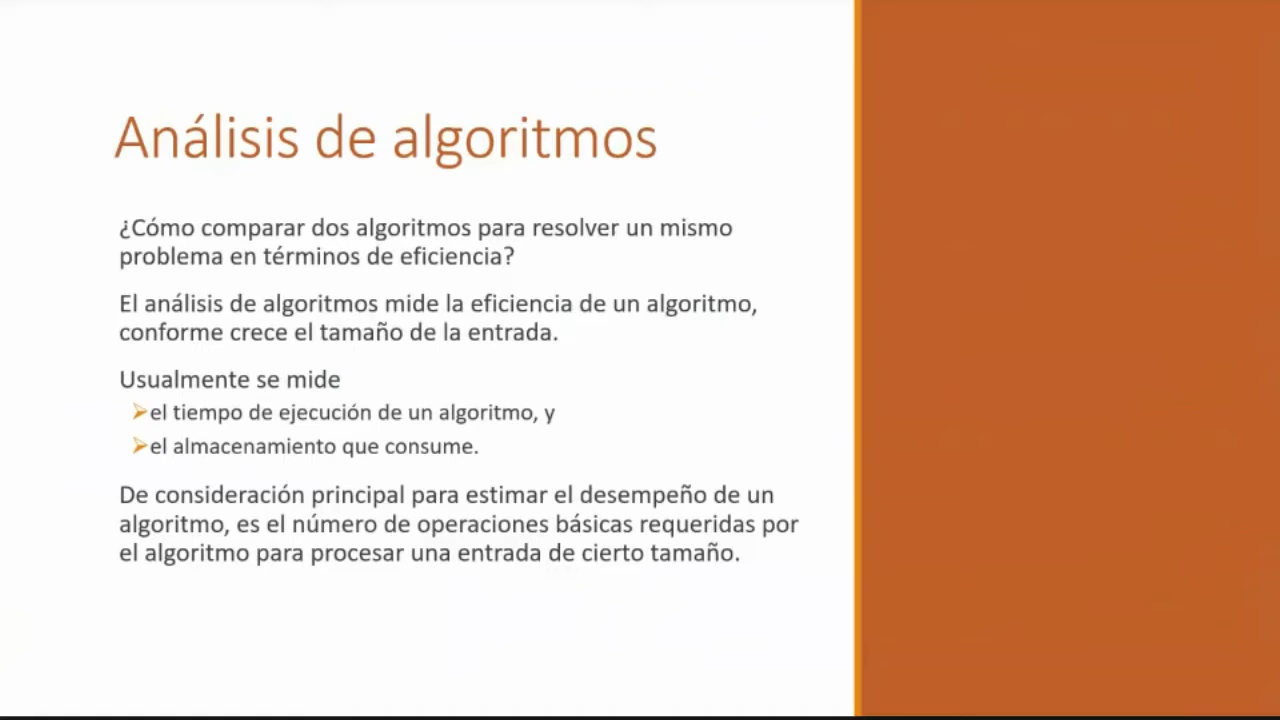 Análisis de algoritmos
¿Cómo comparar dos algoritmos para resolver un mismo
problema en términos de eficiencia?
El análisis de algoritmos mide la eficiencia de un algoritmo,
conforme crece el tamaño de la entrada.
Usualmente se mide
➢el tiempo de ejecución de un algoritmo, y
➢el almacenamiento que consume.
De consideración principal para estimar el desempeño de un
algoritmo, es el número de operaciones básicas requeridas por
el algoritmo para procesar una entrada de cierto tamaño.